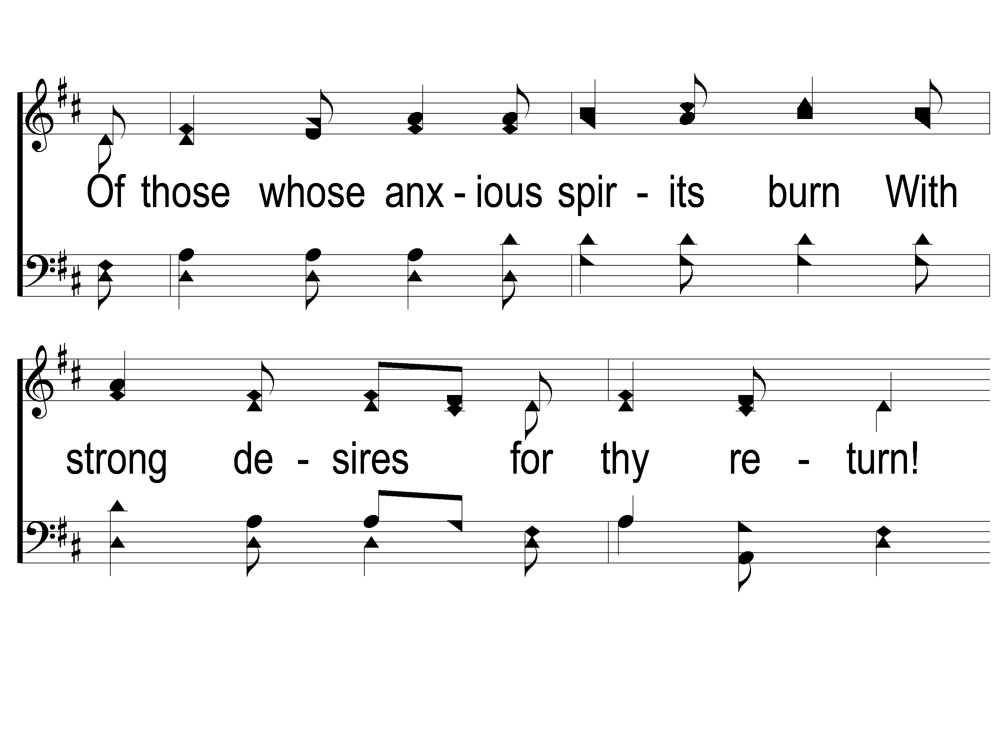 Of those whose anx - ious spir - its burn With
strong de - sires for thy re - turn!